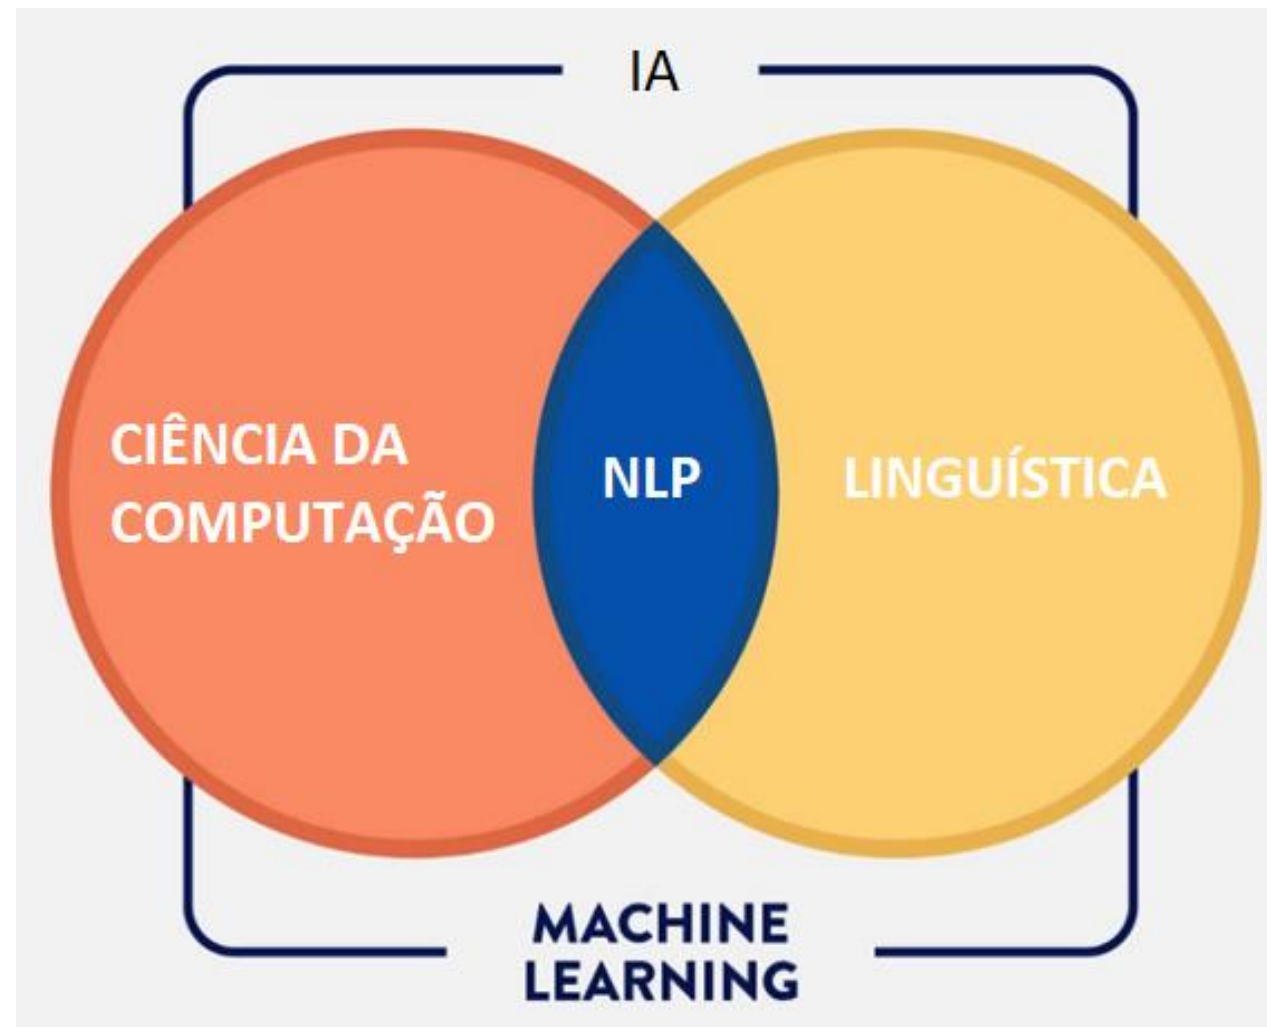 IA
CIÊNCIA DA
COMPUTAÇÃO
NLP
LINGUÍSTICA
MACHINE
LEARNING